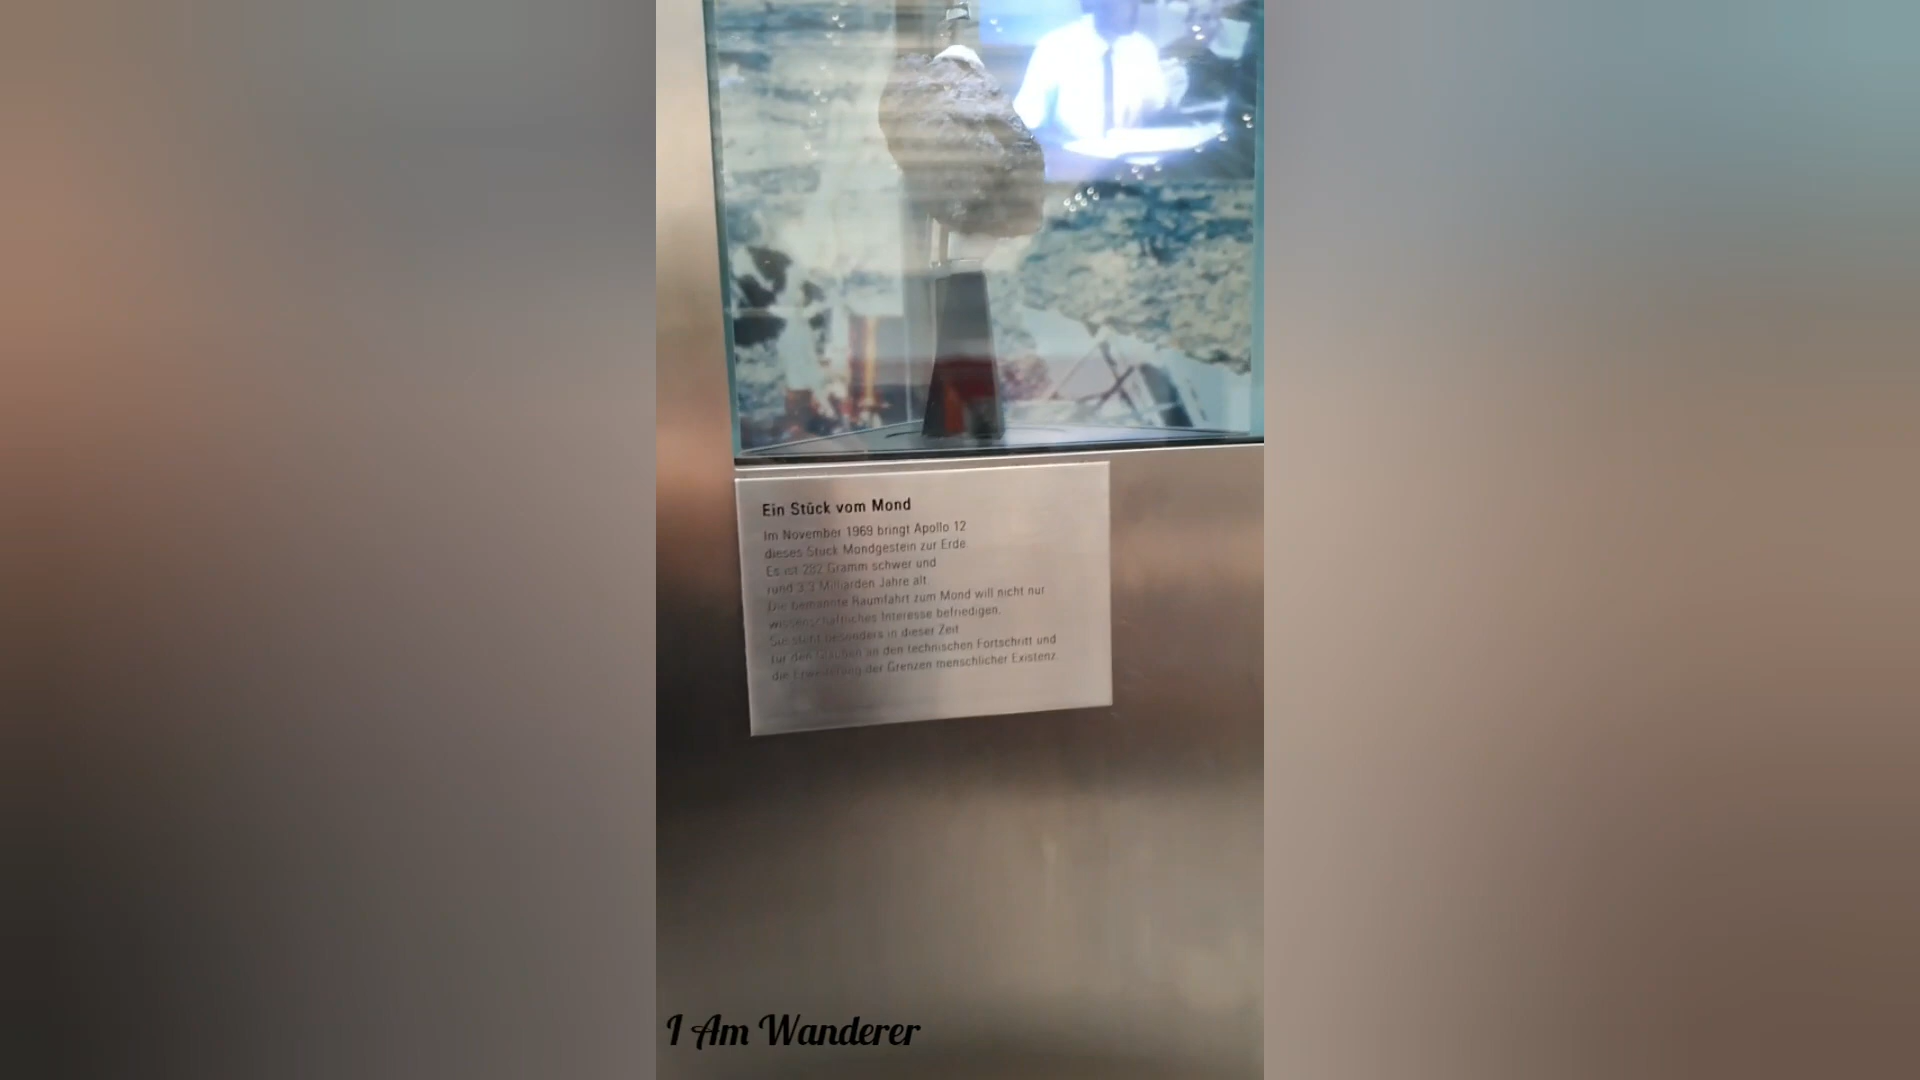 Ein Stück vom Mond
Im November 1969 bringt Apollo 12
dieses Stück Mondgestein zur Erde.
Es ist 282 Gramm schwer und
rund 3,3 Milliarden Jahre alt.
Die bemannte Raumfahrt zum Mond will nicht nur
wissenschaftliches Interesse befriedigen.
Sie steht besonders in dieser Zeit
für den Glauben an den technischen Fortschritt und
die Erweiterung der Grenzen menschlicher Existenz.
I Am Wanderer